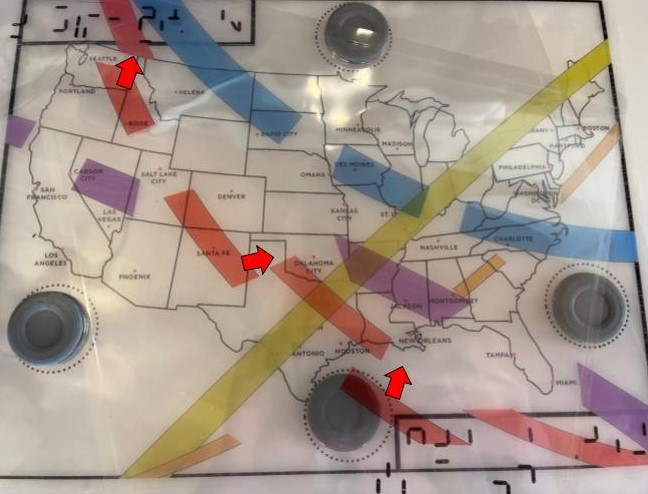 SEATTLE
PORTLAND
HELENA
BOISE
RAPID CITY
MINNEAPOLIS
MADISON
BOSTON
HARTFORD
PHILADELPHIA
WASHINGTON DC
DES MOINES
OMAHA
SALT LAKE CITY
CARSON CITY
SAN FRANCISCO
DENVER
KANSAS CITY
ST.
LAS VEGAS
LOS ANGELES
PHOENIX
SANTA FE
OKLAHOMA CITY
NASHVILLE
CHARLOTTE
JACKSON
MONTGOMERY
ANTONIO
HOUSTON
NEW ORLEANS
TAMPA
MIAMI